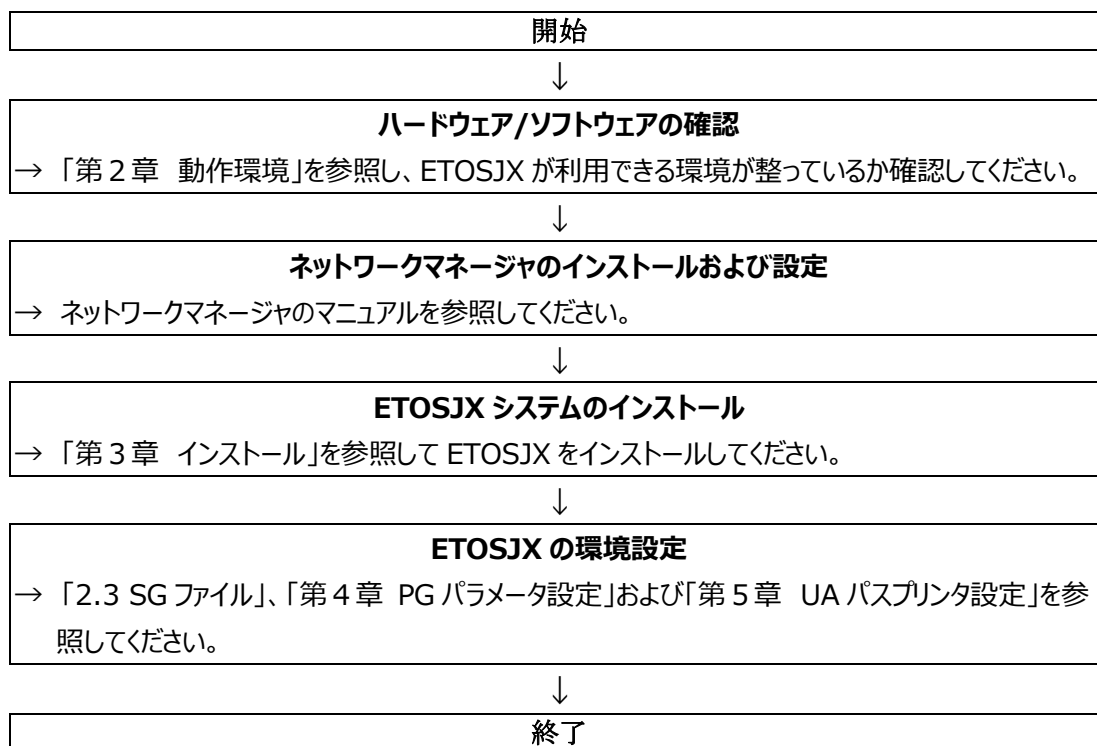 開始
↓
ハードウェア/ソフトウェアの確認
→ 「第２章 動作環境」を参照し、ETOSJX が利用できる環境が整っているか確認してください。
↓
ネットワークマネージャのインストールおよび設定
→ ネットワークマネージャのマニュアルを参照してください。
↓
ETOSJX システムのインストール
→ 「第３章 インストール」を参照して ETOSJX をインストールしてください。
↓
ETOSJX の環境設定
→ 「2.3 SG ファイル」、「第４章 PG パラメータ設定」および「第５章 UA パスプリンタ設定」を参
照してください。
↓
終了